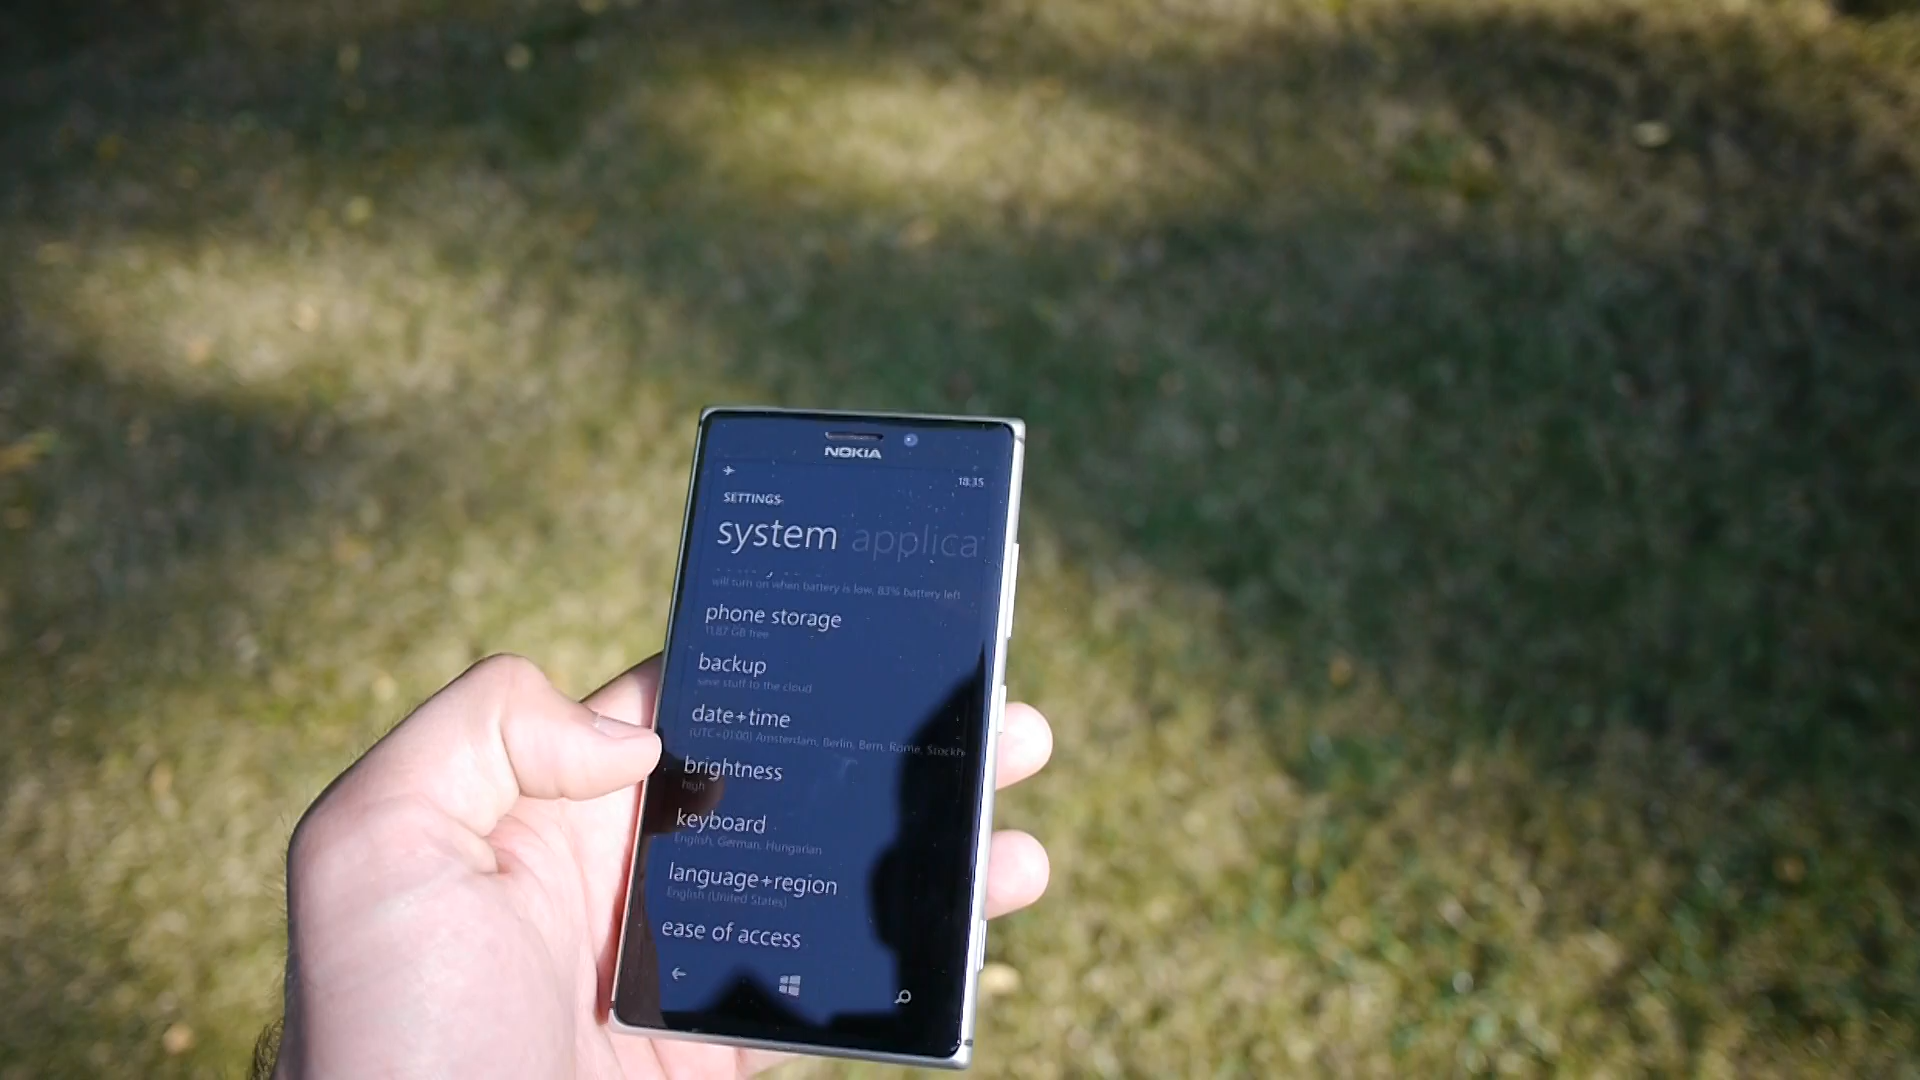 NOKIA
18:35
SETTINGS
system applica
will turn on when battery is low, 83% battery left
phone storage
11.87 GB free
backup
save stuff to the cloud
date+time
(UTC+01:00) Amsterdam, Berlin, Bern, Rome, Stockh
brightness
high
keyboard
English, German, Hungarian
language+region
English (United States)
ease of access